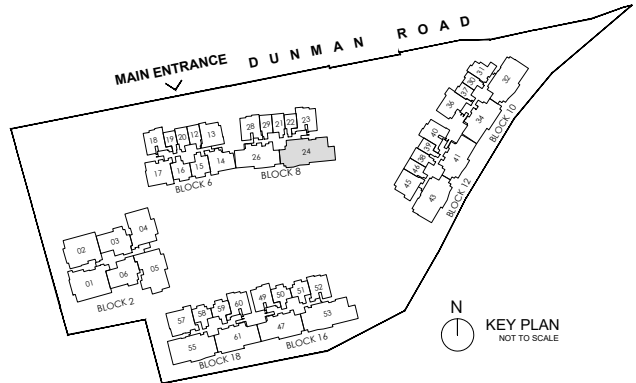 DUNMAN ROAD
MAIN ENTRANCE
31
30
37
32
36
34
BLOCK 10
40
39
38
41
46
45
43
BLOCK 12
18 19 20 12 13
17 16 15 14
BLOCK 6
28 29 21 22 23
26 24
BLOCK 8
04
02 03
01 06 05
BLOCK 2
57 58 59 60 49 50 51 52
55 61 47 53
BLOCK 18 BLOCK 16
N
KEY PLAN
NOT TO SCALE